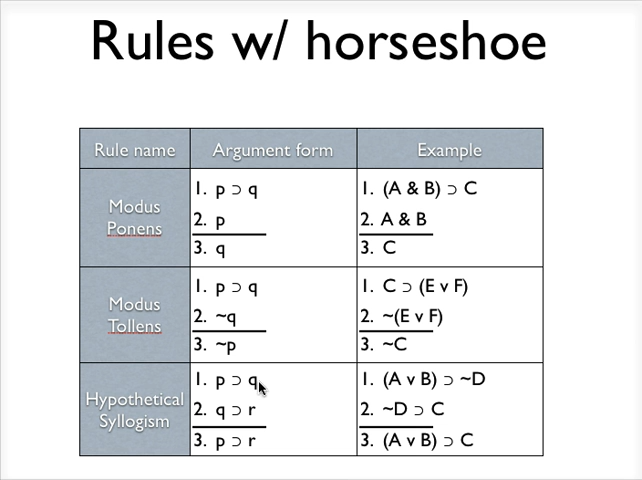 Rules w/ horseshoe
Rule name Argument form Example
Modus Ponens
1. p ⊃ q
2. p
3. q
1. (A & B) ⊃ C
2. A & B
3. C
Modus Tollens
1. p ⊃ q
2. ~q
3. ~p
1. C ⊃ (E v F)
2. ~(E v F)
3. ~C
Hypothetical Syllogism
1. p ⊃ q
2. q ⊃ r
3. p ⊃ r
1. (A v B) ⊃ ~D
2. ~D ⊃ C
3. (A v B) ⊃ C